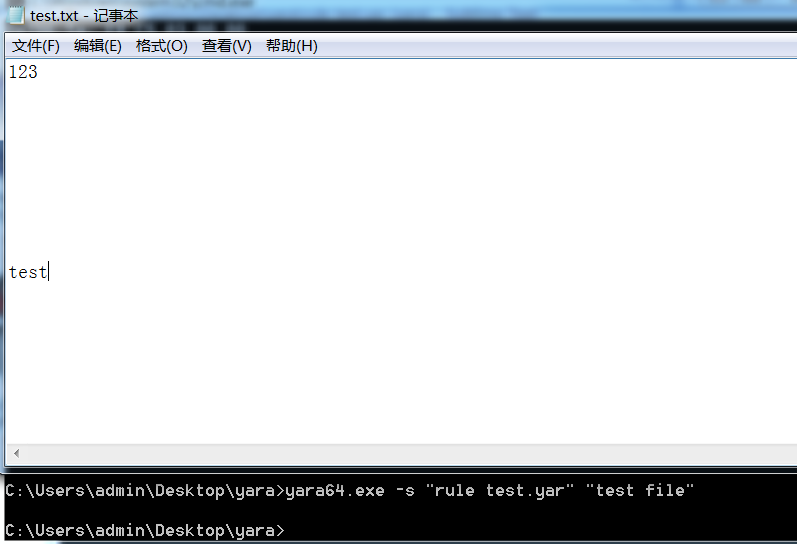 test.txt - 记事本
文件(F) 编辑(E) 格式(O) 查看(V) 帮助(H)
123
test
C:\Users\admin\Desktop\yara>yara64.exe -s "rule test.yar" "test file"
C:\Users\admin\Desktop\yara>